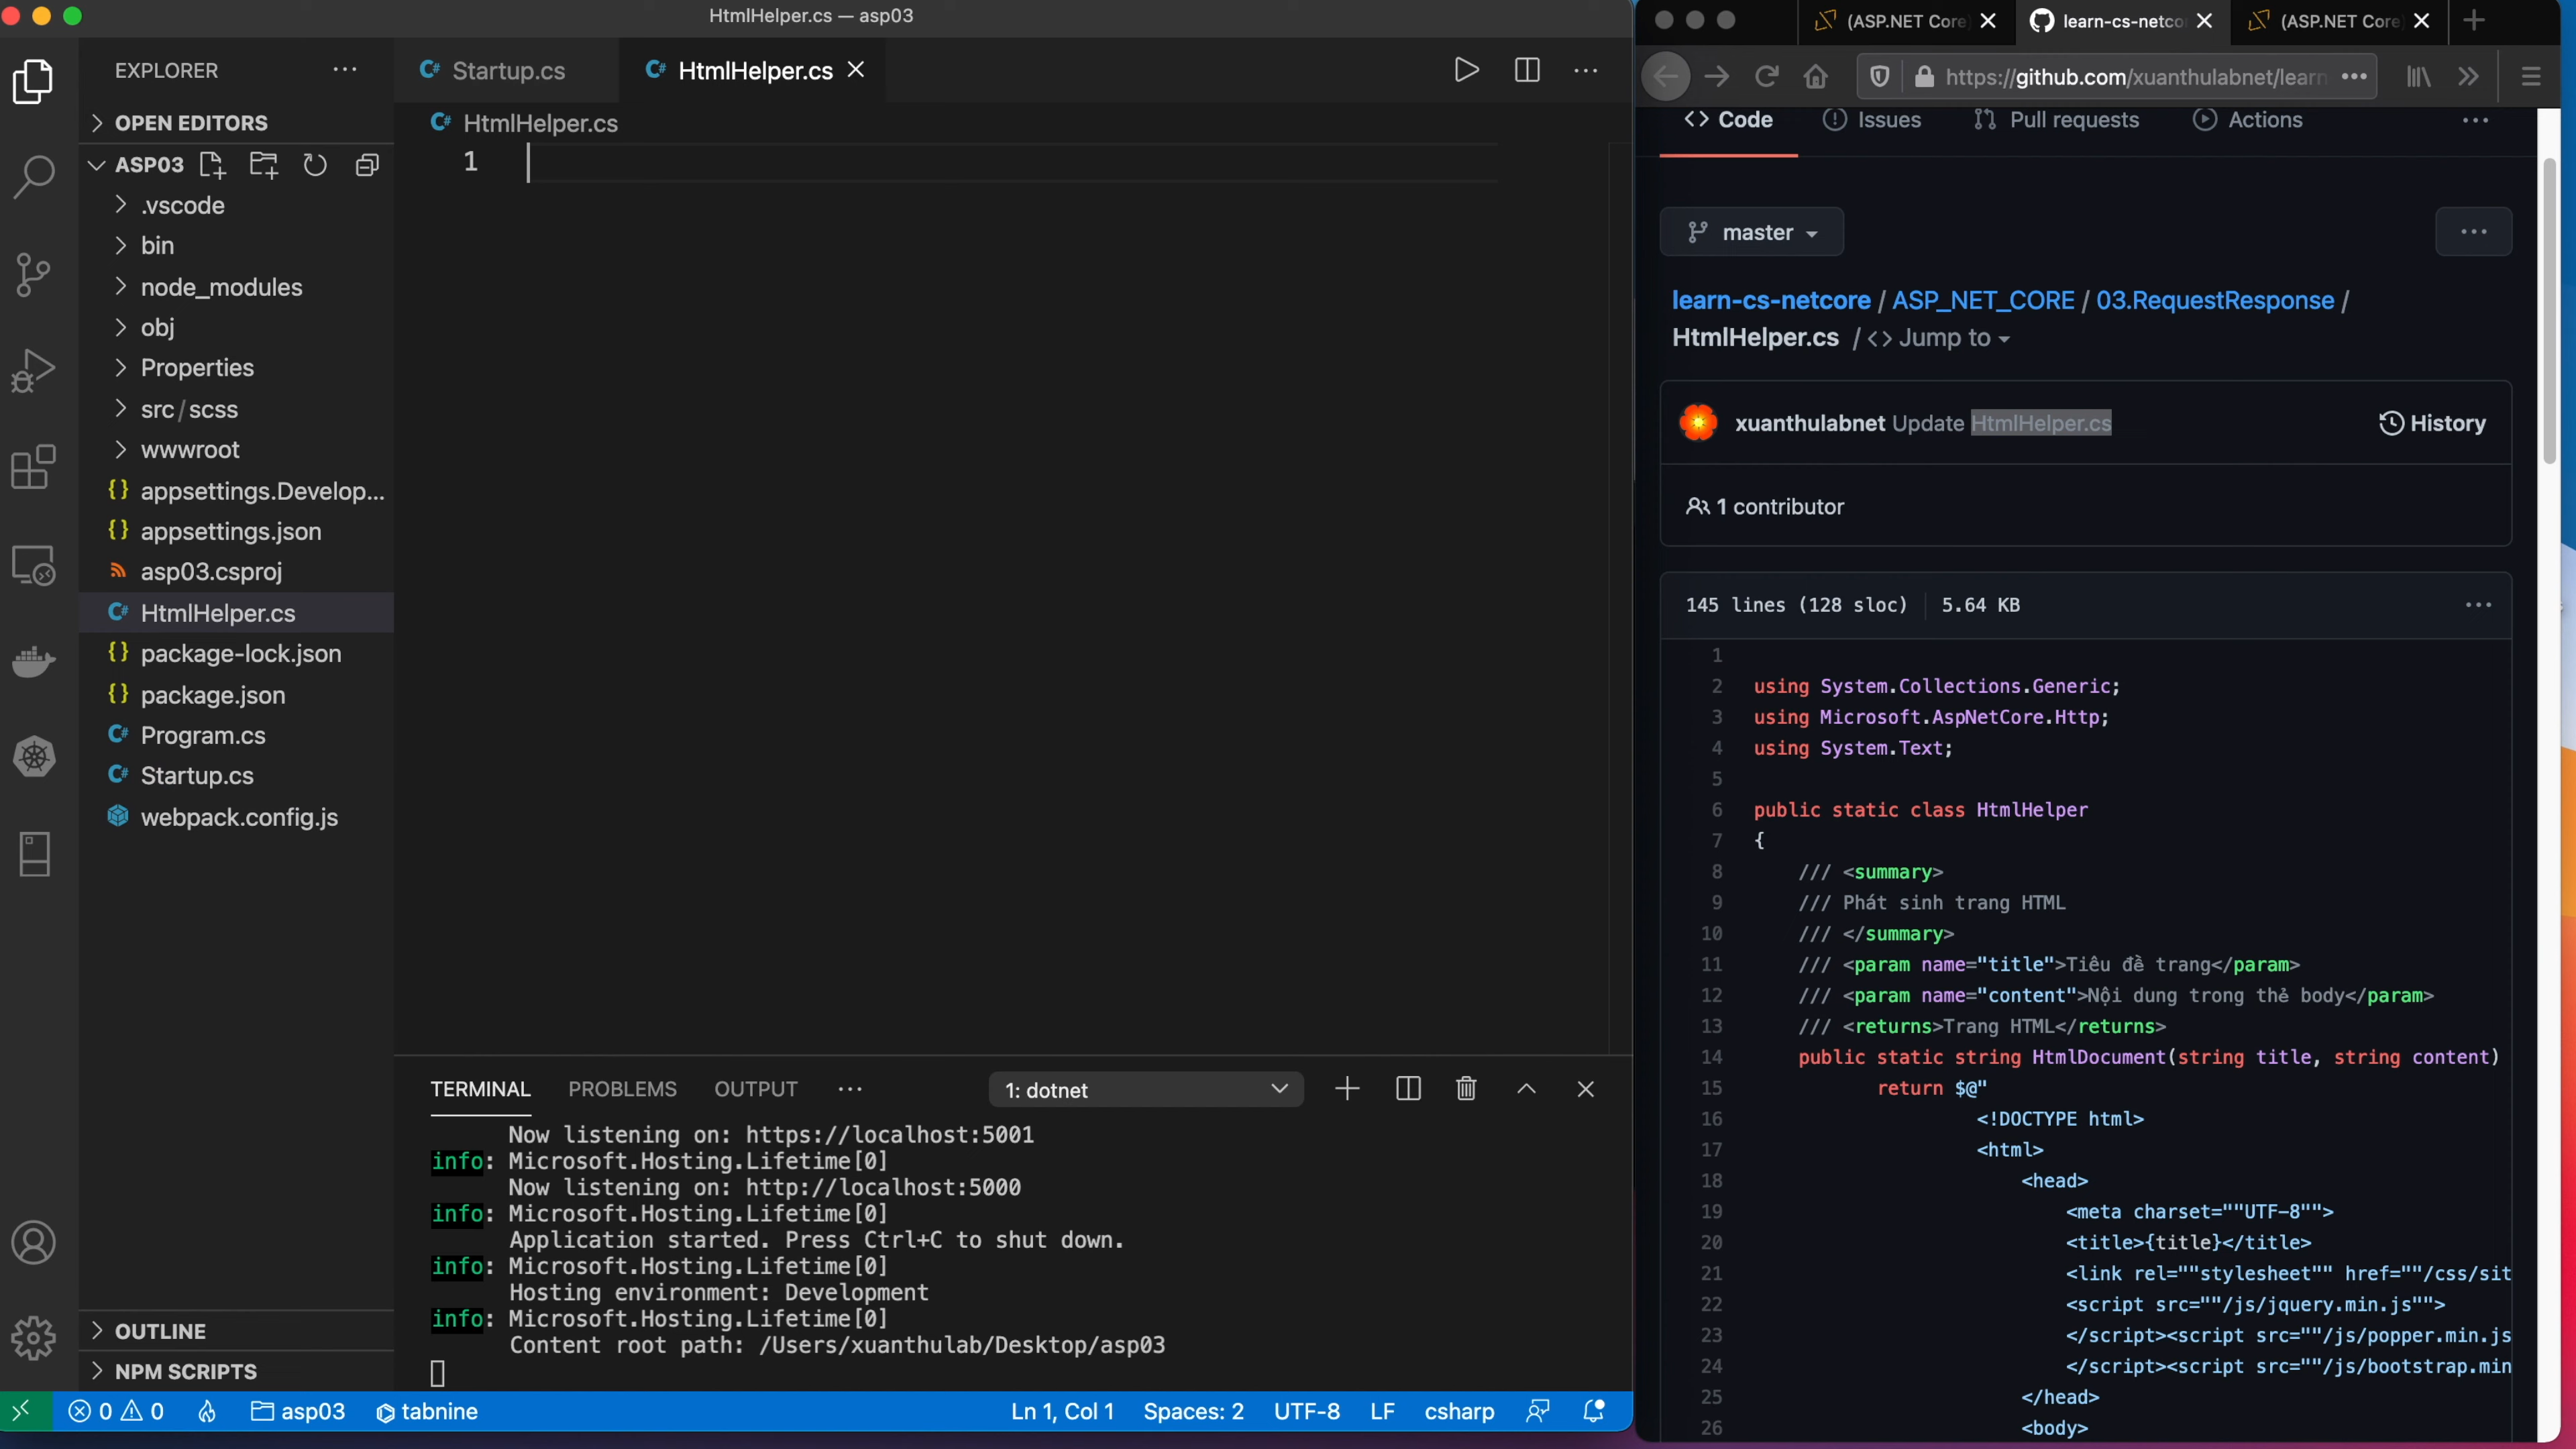 HtmlHelper.cs — asp03
EXPLORER
OPEN EDITORS
ASP03
.vscode
bin
node_modules
obj
Properties
src/scss
wwwroot
appsettings.Develop...
appsettings.json
asp03.csproj
HtmlHelper.cs
package-lock.json
package.json
Program.cs
Startup.cs
webpack.config.js
OUTLINE
NPM SCRIPTS
Startup.cs
HtmlHelper.cs
HtmlHelper.cs
1
TERMINAL PROBLEMS OUTPUT
1: dotnet
Now listening on: https://localhost:5001
info: Microsoft.Hosting.Lifetime[0]
Now listening on: http://localhost:5000
info: Microsoft.Hosting.Lifetime[0]
Application started. Press Ctrl+C to shut down.
info: Microsoft.Hosting.Lifetime[0]
Hosting environment: Development
info: Microsoft.Hosting.Lifetime[0]
Content root path: /Users/xuanthulab/Desktop/asp03
0 0 asp03 tabnine Ln 1, Col 1 Spaces: 2 UTF-8 LF csharp
(ASP.NET Core learn-cs-netco (ASP.NET Core
https://github.com/xuanthulabnet/learn
Code Issues Pull requests Actions
master
learn-cs-netcore / ASP_NET_CORE / 03.RequestResponse /
HtmlHelper.cs / <> Jump to
xuanthulabnet Update HtmlHelper.cs History
1 contributor
145 lines (128 sloc) 5.64 KB
1
2 using System.Collections.Generic;
3 using Microsoft.AspNetCore.Http;
4 using System.Text;
5
6 public static class HtmlHelper
7 {
8 /// <summary>
9 /// Phát sinh trang HTML
10 /// </summary>
11 /// <param name="title">Tiêu đề trang</param>
12 /// <param name="content">Nội dung trong thẻ body</param>
13 /// <returns>Trang HTML</returns>
14 public static string HtmlDocument(string title, string content)
15 return $@"
16 <!DOCTYPE html>
17 <html>
18 <head>
19 <meta charset=""UTF-8"">
20 <title>{title}</title>
21 <link rel=""stylesheet"" href=""/css/sit
22 <script src=""/js/jquery.min.js"">
23 </script><script src=""/js/popper.min.js
24 </script><script src=""/js/bootstrap.min
25 </head>
26 <body>